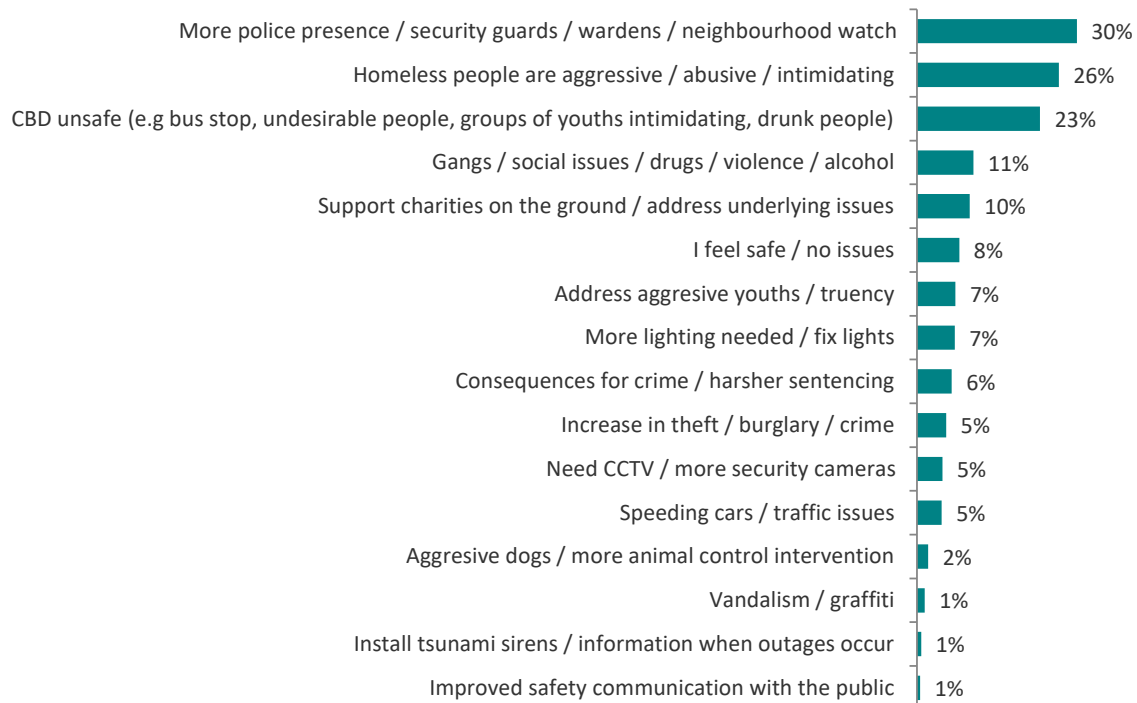 More police presence / security guards / wardens / neighbourhood watch 30%
Homeless people are aggressive / abusive / intimidating 26%
CBD unsafe (e.g bus stop, undesirable people, groups of youths intimidating, drunk people) 23%
Gangs / social issues / drugs / violence / alcohol 11%
Support charities on the ground / address underlying issues 10%
I feel safe / no issues 8%
Address aggresive youths / truency 7%
More lighting needed / fix lights 7%
Consequences for crime / harsher sentencing 6%
Increase in theft / burglary / crime 5%
Need CCTV / more security cameras 5%
Speeding cars / traffic issues 5%
Aggresive dogs / more animal control intervention 2%
Vandalism / graffiti 1%
Install tsunami sirens / information when outages occur 1%
Improved safety communication with the public 1%